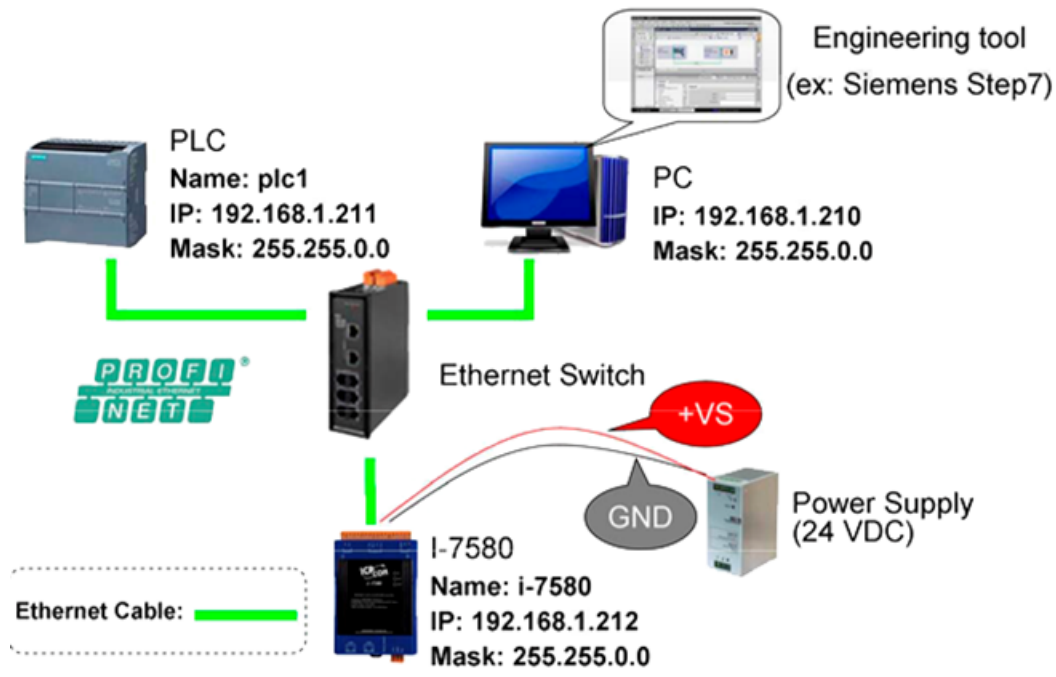 Engineering tool
(ex: Siemens Step7)
PLC
Name: plc1
IP: 192.168.1.211
Mask: 255.255.0.0
PC
IP: 192.168.1.210
Mask: 255.255.0.0
PROFI®
INDUSTRIAL ETHERNET
NET
Ethernet Switch
+VS
GND
Power Supply
(24 VDC)
I-7580
Name: i-7580
IP: 192.168.1.212
Mask: 255.255.0.0
Ethernet Cable: